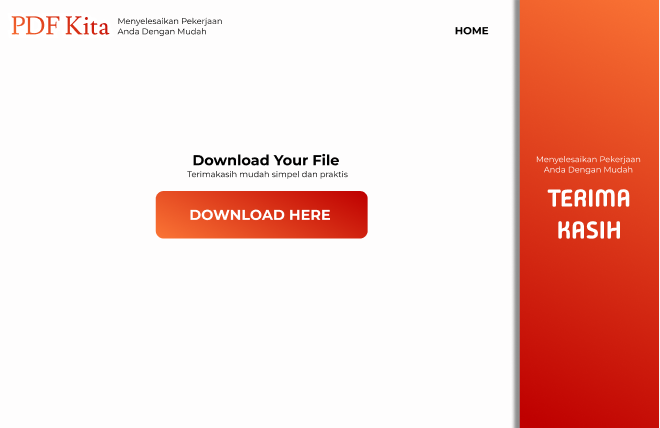 PDF Kita
Menyelesaikan Pekerjaan
Anda Dengan Mudah
HOME
Download Your File
Terimakasih mudah simpel dan praktis
DOWNLOAD HERE
Menyelesaikan Pekerjaan
Anda Dengan Mudah
TERIMA
KASIH